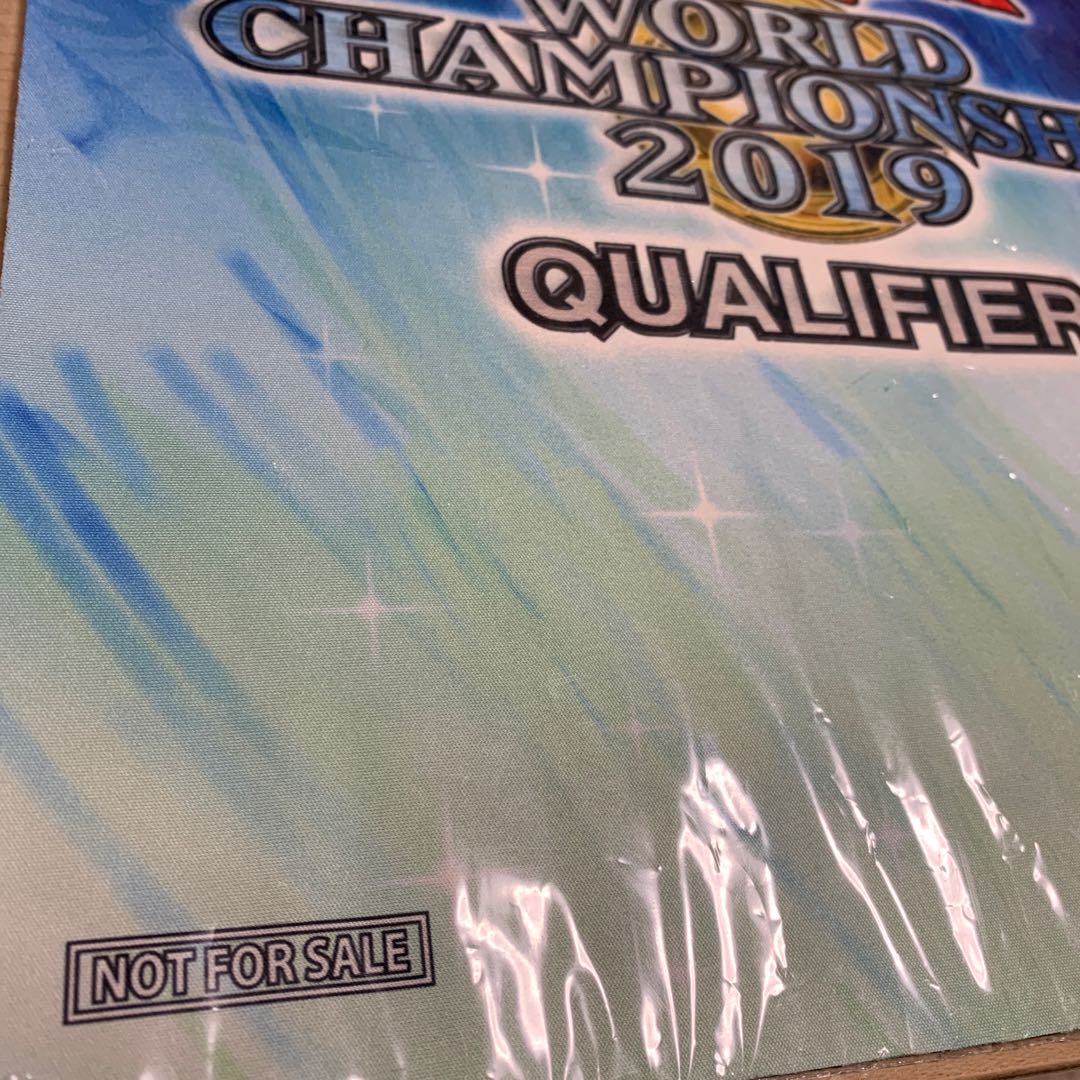 WORLD
CHAMPIONSH
2019
QUALIFIER
NOT FOR SALE